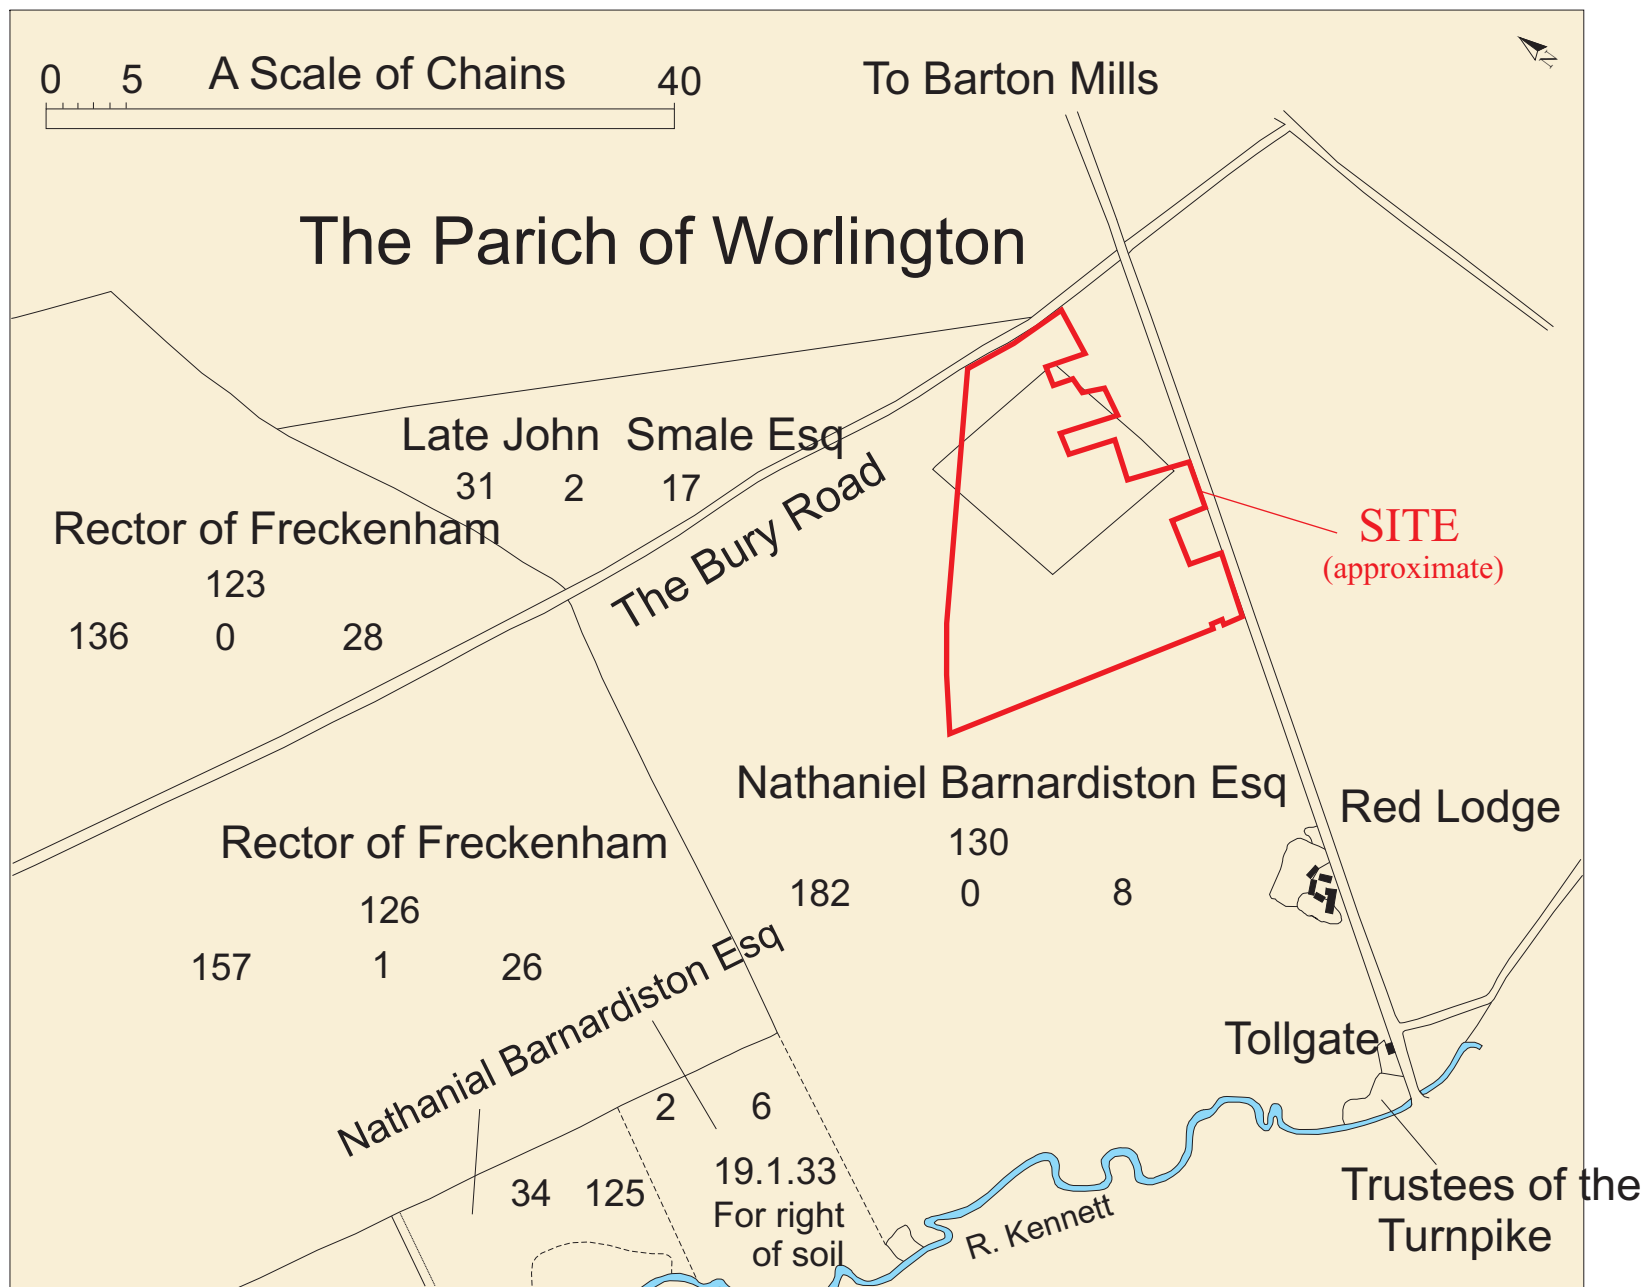 0 5 A Scale of Chains 40
To Barton Mills
N
The Parich of Worlington
Late John Smale Esq
31 2 17
The Bury Road
Rector of Freckenham
123
136 0 28
SITE
(approximate)
Nathaniel Barnardiston Esq
130
182 0 8
Red Lodge
Rector of Freckenham
126
157 1 26
Nathanial Barnardiston Esq
Tollgate
2 6
34 125
19.1.33
For right
of soil
R. Kennett
Trustees of the
Turnpike